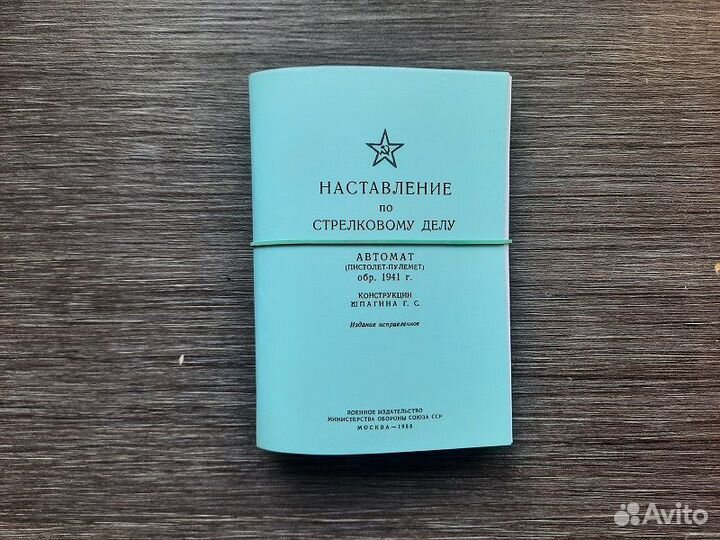 НАСТАВЛЕНИЕ
ПО
СТРЕЛКОВОМУ ДЕЛУ
АВТОМАТ
(ПИСТОЛЕТ-ПУЛЕМЕТ)
обр. 1941 г.
КОНСТРУКЦИИ
ШПАГИНА Г. С.
Издание исправленное
ВОЕННОЕ ИЗДАТЕЛЬСТВО
МИНИСТЕРСТВА ОБОРОНЫ СОЮЗА ССР
МОСКВА—1955
Avito